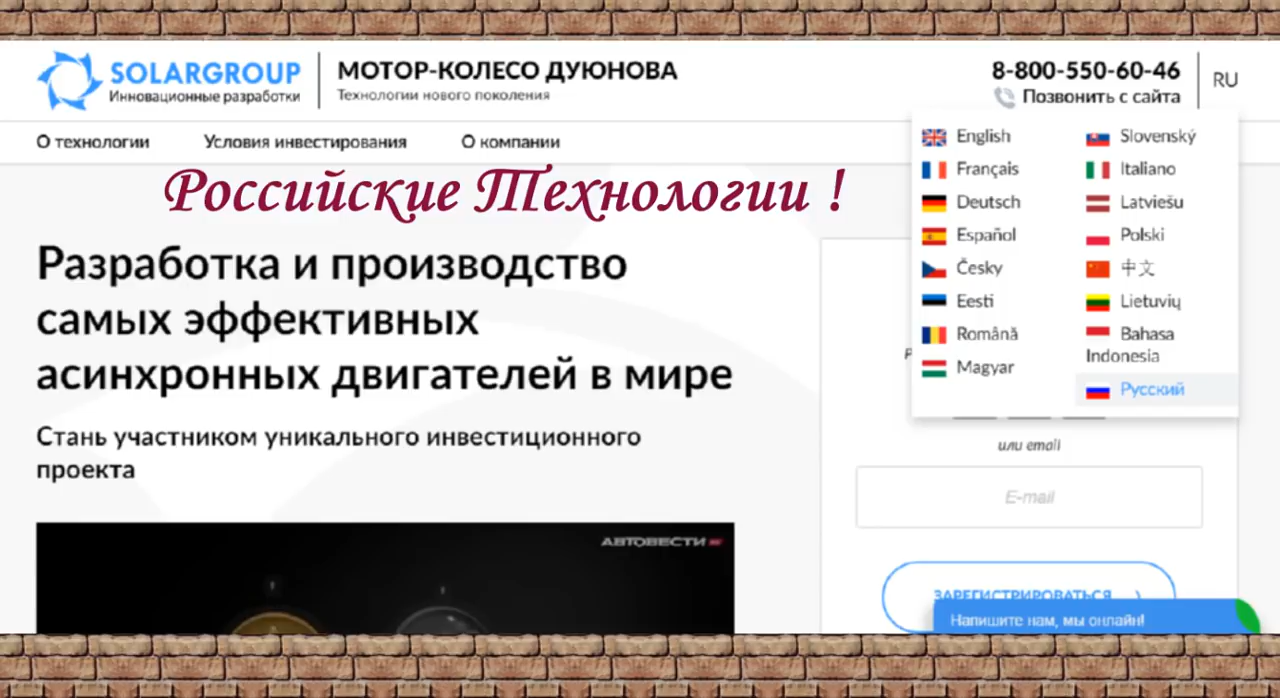 SOLARGROUP
Инновационные разработки
МОТОР-КОЛЕСО ДУЮНОВА
Технологии нового поколения
8-800-550-60-46
Позвонить с сайта
RU
О технологии
Условия инвестирования
О компании
English
Français
Deutsch
Español
Česky
Eesti
Română
Magyar
Slovenský
Italiano
Latviešu
Polski
中文
Lietuvių
Bahasa
Indonesia
Русский
Российские Технологии !
Разработка и производство
самых эффективных
асинхронных двигателей в мире
Стань участником уникального инвестиционного
проекта
АВТОВЕСТИ
или email
E-mail
ЗАРЕГИСТРИРОВАТЬСЯ
Напишите нам, мы онлайн!